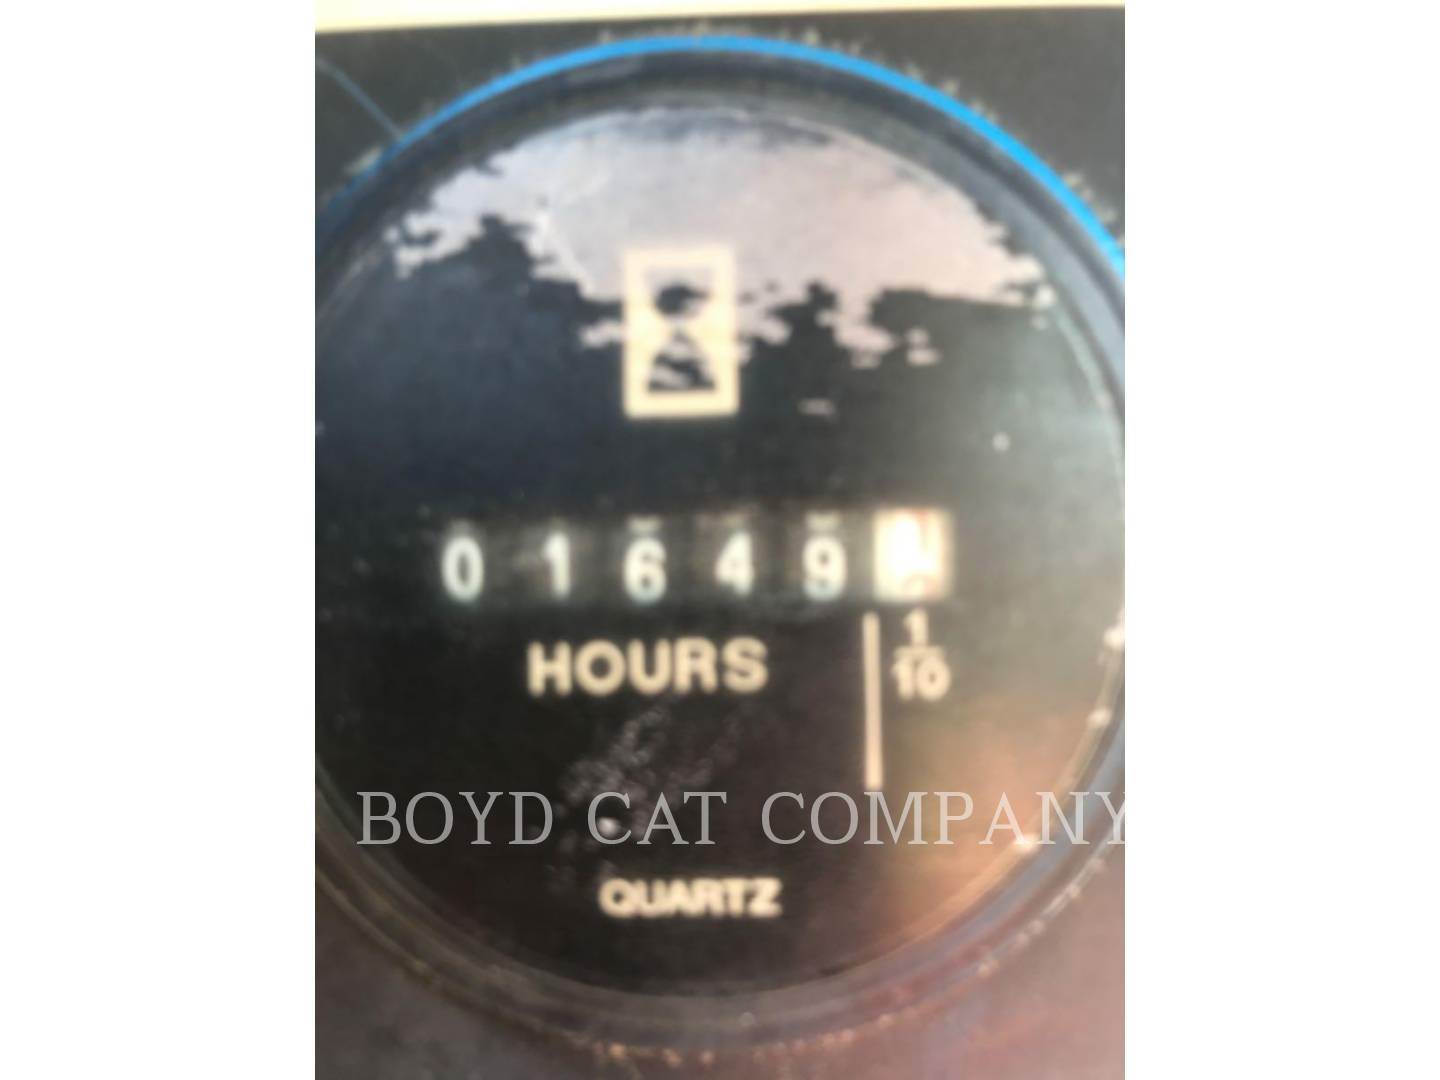 01649
HOURS
1/10
BOYD CAT COMPANY
QUARTZ